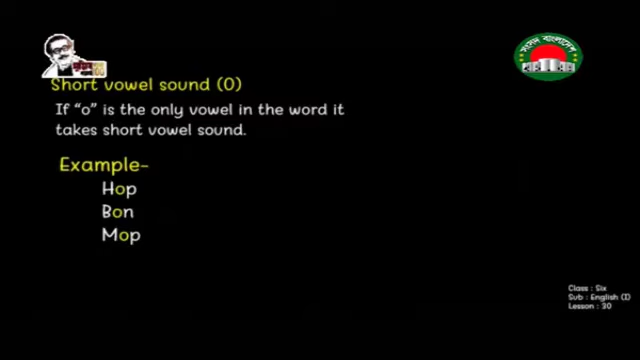 সংসদ বাংলাদেশ
Short vowel sound (O)
If “o” is the only vowel in the word it
takes short vowel sound.
Example-
Hop
Bon
Mop
Class : Six
Sub : English (I)
Lesson : 30